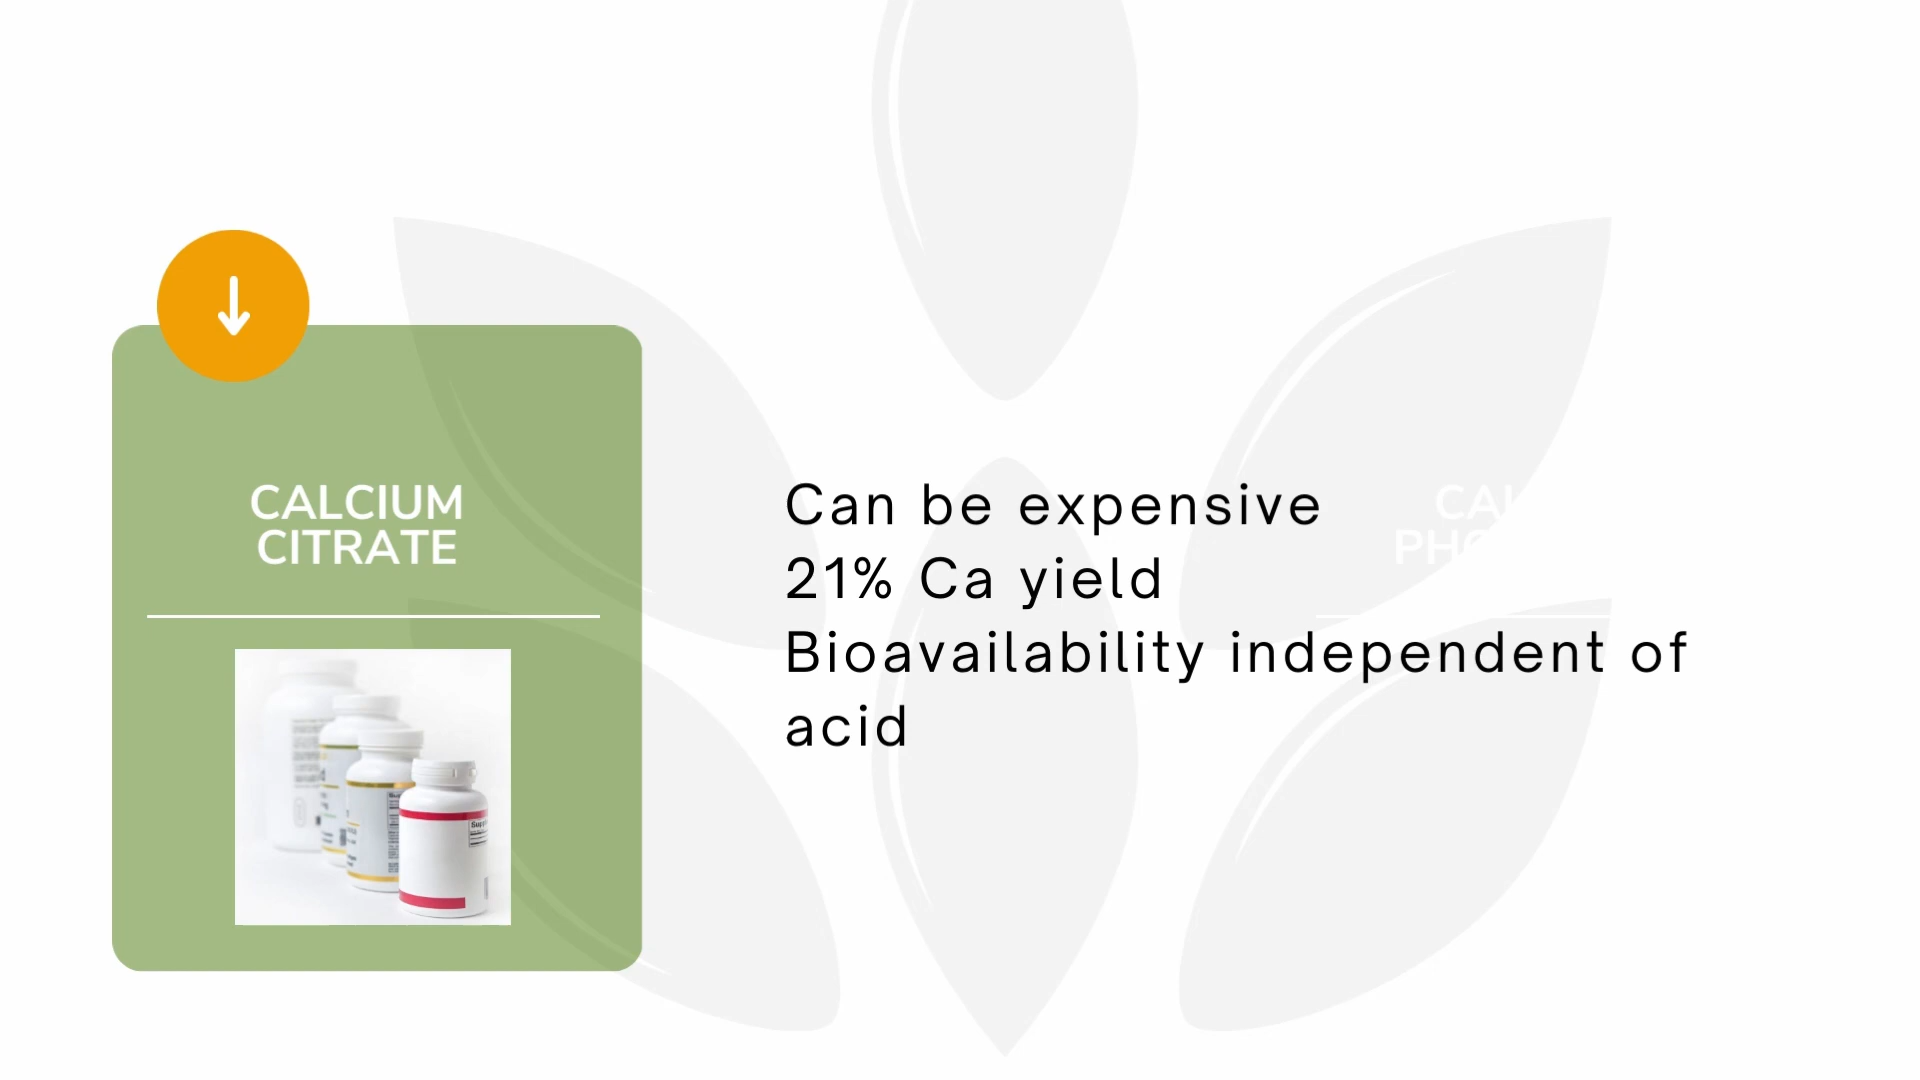 CALCIUM
CITRATE
Can be expensive
21% Ca yield
Bioavailability independent of
acid